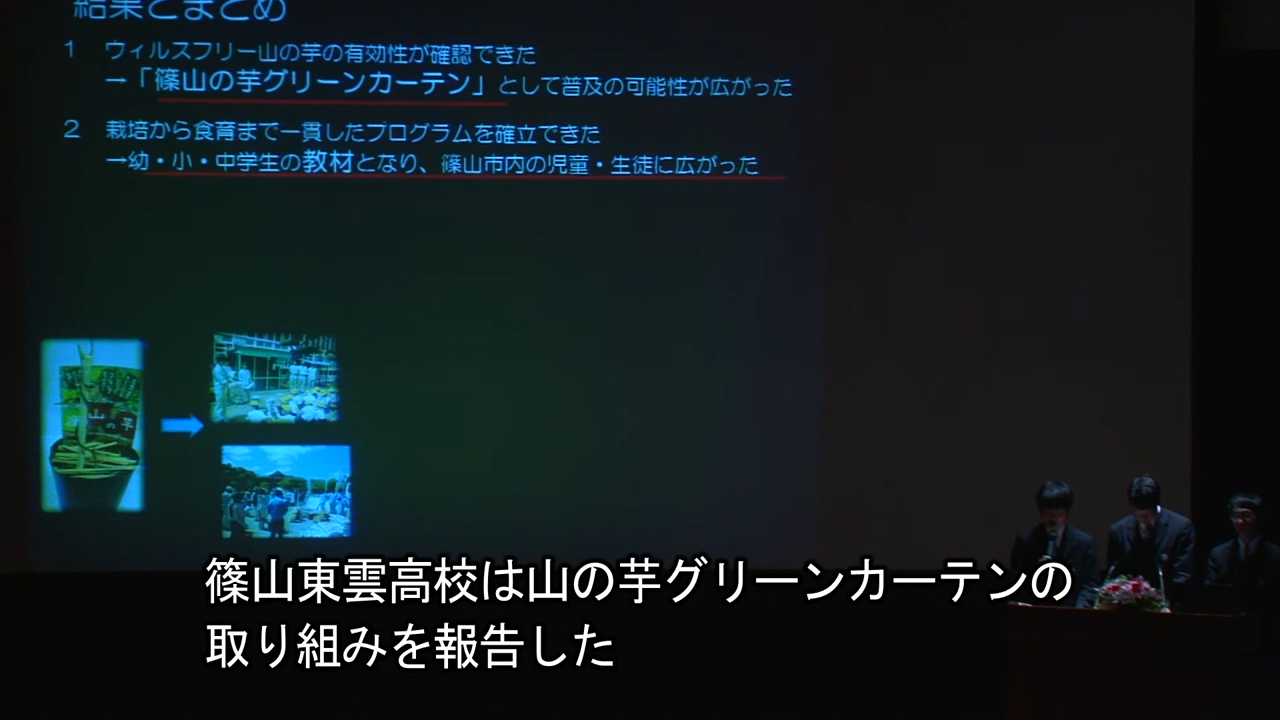 結果とまとめ
1 ウィルスフリー山の芋の有効性が確認できた
→「篠山の芋グリーンカーテン」として普及の可能性が広がった
2 栽培から食育まで一貫したプログラムを確立できた
→幼・小・中学生の教材となり、篠山市内の児童・生徒に広がった
山の芋
篠山東雲高校は山の芋グリーンカーテンの
取り組みを報告した